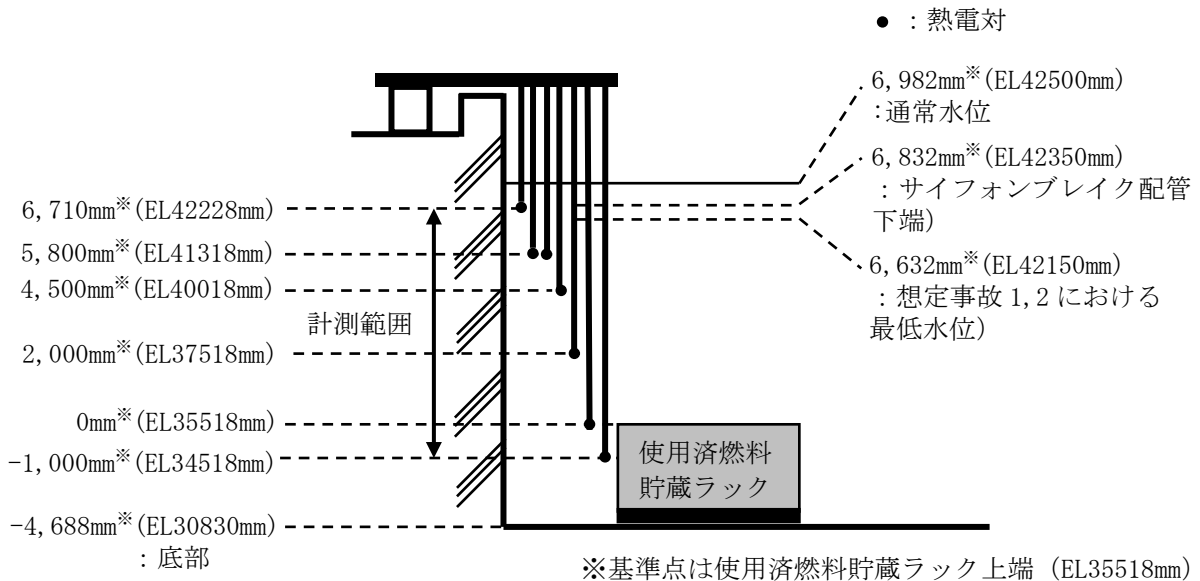 ● ：熱電対
6,982mm※(EL42500mm)
：通常水位
6,832mm※(EL42350mm)
：サイフォンブレイク配管
下端)
6,632mm※(EL42150mm)
：想定事故 1,2 における
最低水位)
6,710mm※(EL42228mm)
5,800mm※(EL41318mm)
4,500mm※(EL40018mm)
計測範囲
2,000mm※(EL37518mm)
0mm※(EL35518mm)
-1,000mm※(EL34518mm)
使用済燃料
貯蔵ラック
-4,688mm※(EL30830mm)
：底部
※基準点は使用済燃料貯蔵ラック上端（EL35518mm）